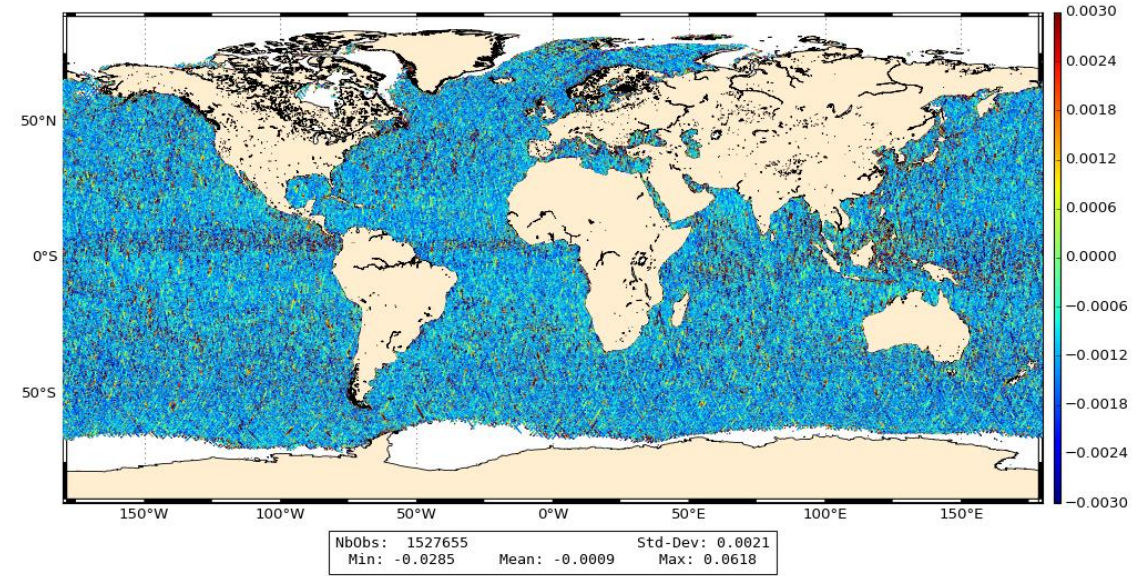 0.0030
0.0024
0.0018
0.0012
0.0006
0.0000
−0.0006
−0.0012
−0.0018
−0.0024
−0.0030
50°N
0°S
50°S
150°W 100°W 50°W 0°W 50°E 100°E 150°E
NbObs: 1527655 Std-Dev: 0.0021
Min: -0.0285 Mean: -0.0009 Max: 0.0618